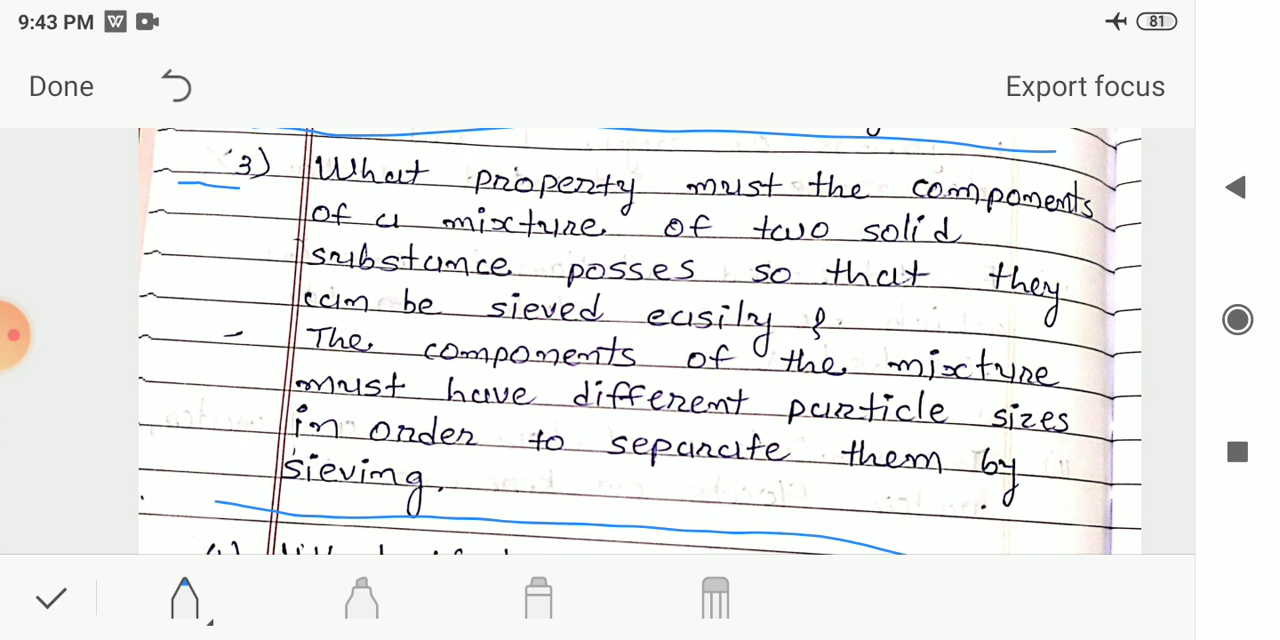 9:43 PM W 81
Done Export focus
3) What property must the components
of a mixture of two solid
substance posses so that they
can be sieved easily ?
- The components of the mixture
must have different particle sizes
in order to separate them by
sieving.